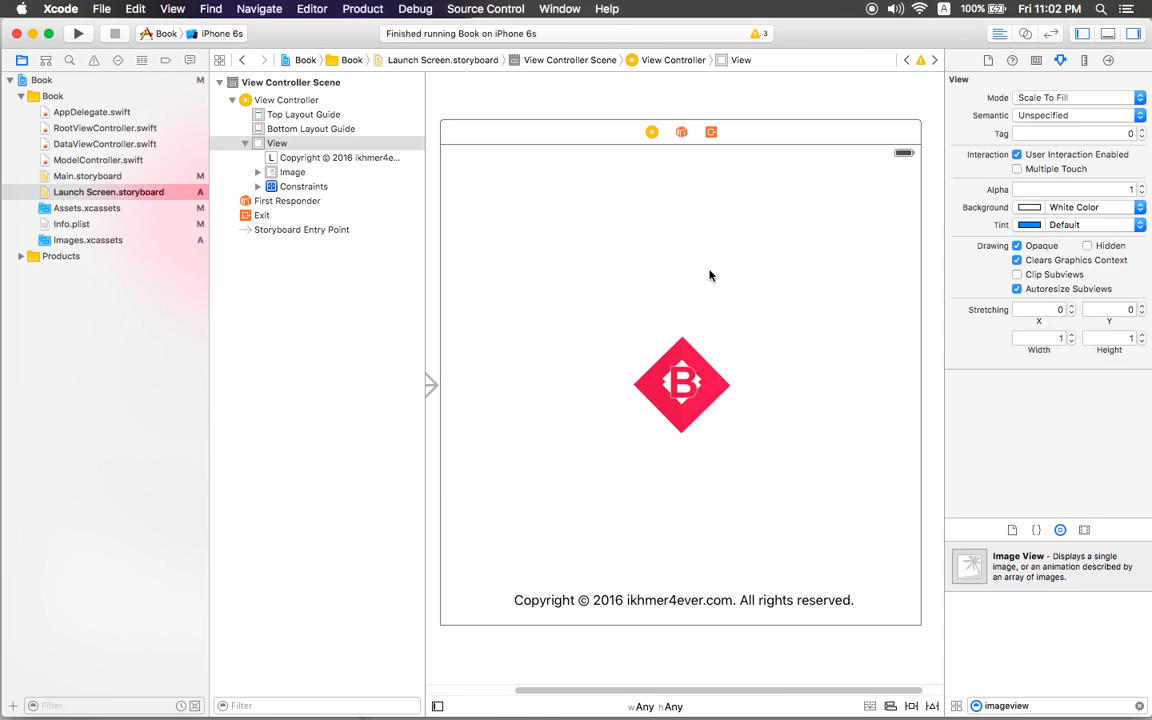 Xcode File Edit View Find Navigate Editor Product Debug Source Control Window Help A 100% Fri 11:02 PM
Book iPhone 6s Finished running Book on iPhone 6s 3
Book Book Launch Screen.storyboard View Controller Scene View Controller View
Book M
Book
AppDelegate.swift
RootViewController.swift
DataViewController.swift
ModelController.swift
Main.storyboard M
Launch Screen.storyboard A
Assets.xcassets M
Info.plist M
Images.xcassets A
Products
Filter
View Controller Scene
View Controller
Top Layout Guide
Bottom Layout Guide
View
L Copyright © 2016 ikhmer4e...
Image
Constraints
First Responder
Exit
Storyboard Entry Point
Filter
B
Copyright © 2016 ikhmer4ever.com. All rights reserved.
wAny hAny
View
Mode Scale To Fill
Semantic Unspecified
Tag 0
Interaction User Interaction Enabled
Multiple Touch
Alpha 1
Background White Color
Tint Default
Drawing Opaque Hidden
Clears Graphics Context
Clip Subviews
Autoresize Subviews
Stretching 0 0
X Y
1 1
Width Height
{ }
Image View - Displays a single
image, or an animation described by
an array of images.
imageview